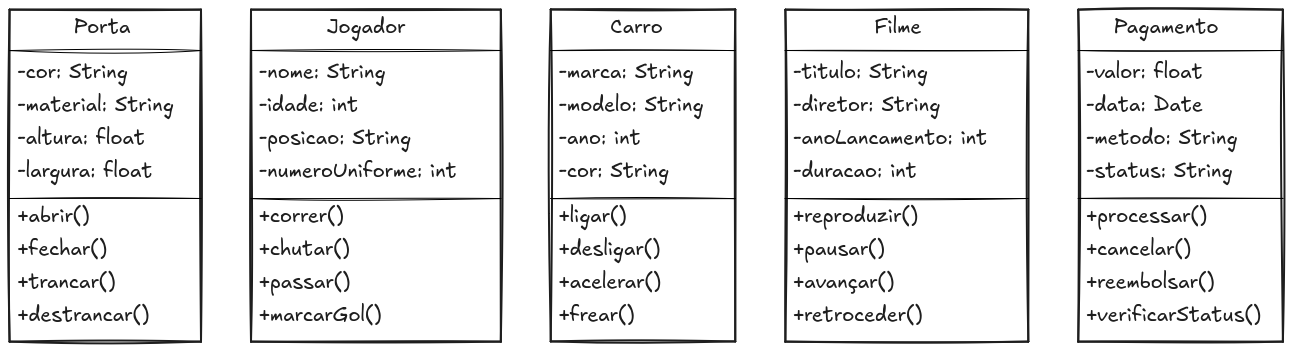 Porta
-cor: String
-material: String
-altura: float
-largura: float
+abrir()
+fechar()
+trancar()
+destrancar()
Jogador
-nome: String
-idade: int
-posicao: String
-numeroUniforme: int
+correr()
+chutar()
+passar()
+marcarGol()
Carro
-marca: String
-modelo: String
-ano: int
-cor: String
+ligar()
+desligar()
+acelerar()
+frear()
Filme
-titulo: String
-diretor: String
-anoLancamento: int
-duracao: int
+reproduzir()
+pausar()
+avançar()
+retroceder()
Pagamento
-valor: float
-data: Date
-metodo: String
-status: String
+processar()
+cancelar()
+reembolsar()
+verificarStatus()